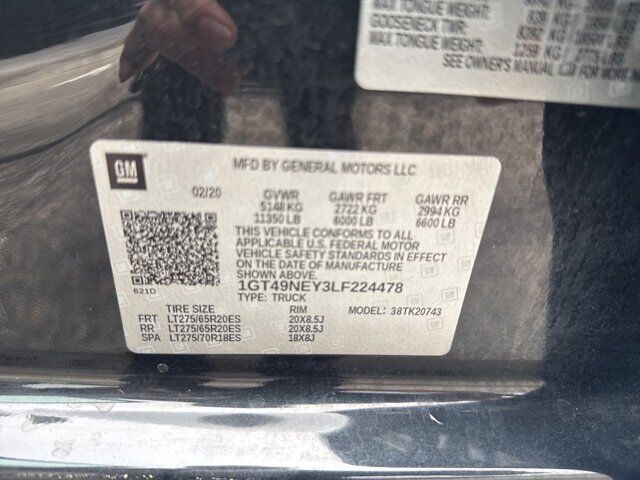 MAX TONGUE WEIGHT:
GOOSENECK TWR:
MAX TONGUE WEIGHT:
SEE OWNER'S MANUAL FOR MORE
GM
MFD BY GENERAL MOTORS LLC
02/20 GVWR GAWR FRT GAWR RR
5148 KG 2722 KG 2994 KG
11350 LB 6000 LB 6600 LB
THIS VEHICLE CONFORMS TO ALL
APPLICABLE U.S. FEDERAL MOTOR
VEHICLE SAFETY STANDARDS IN
EFFECT ON THE DATE OF MANUFACTURE
SHOWN ABOVE.
1GT49NEY3LF224478
621D
TYPE: TRUCK
TIRE SIZE RIM MODEL: 38TK20743
FRT LT275/65R20ES 20X8.5J
RR LT275/65R20ES 20X8.5J
SPA LT275/70R18ES 18X8J